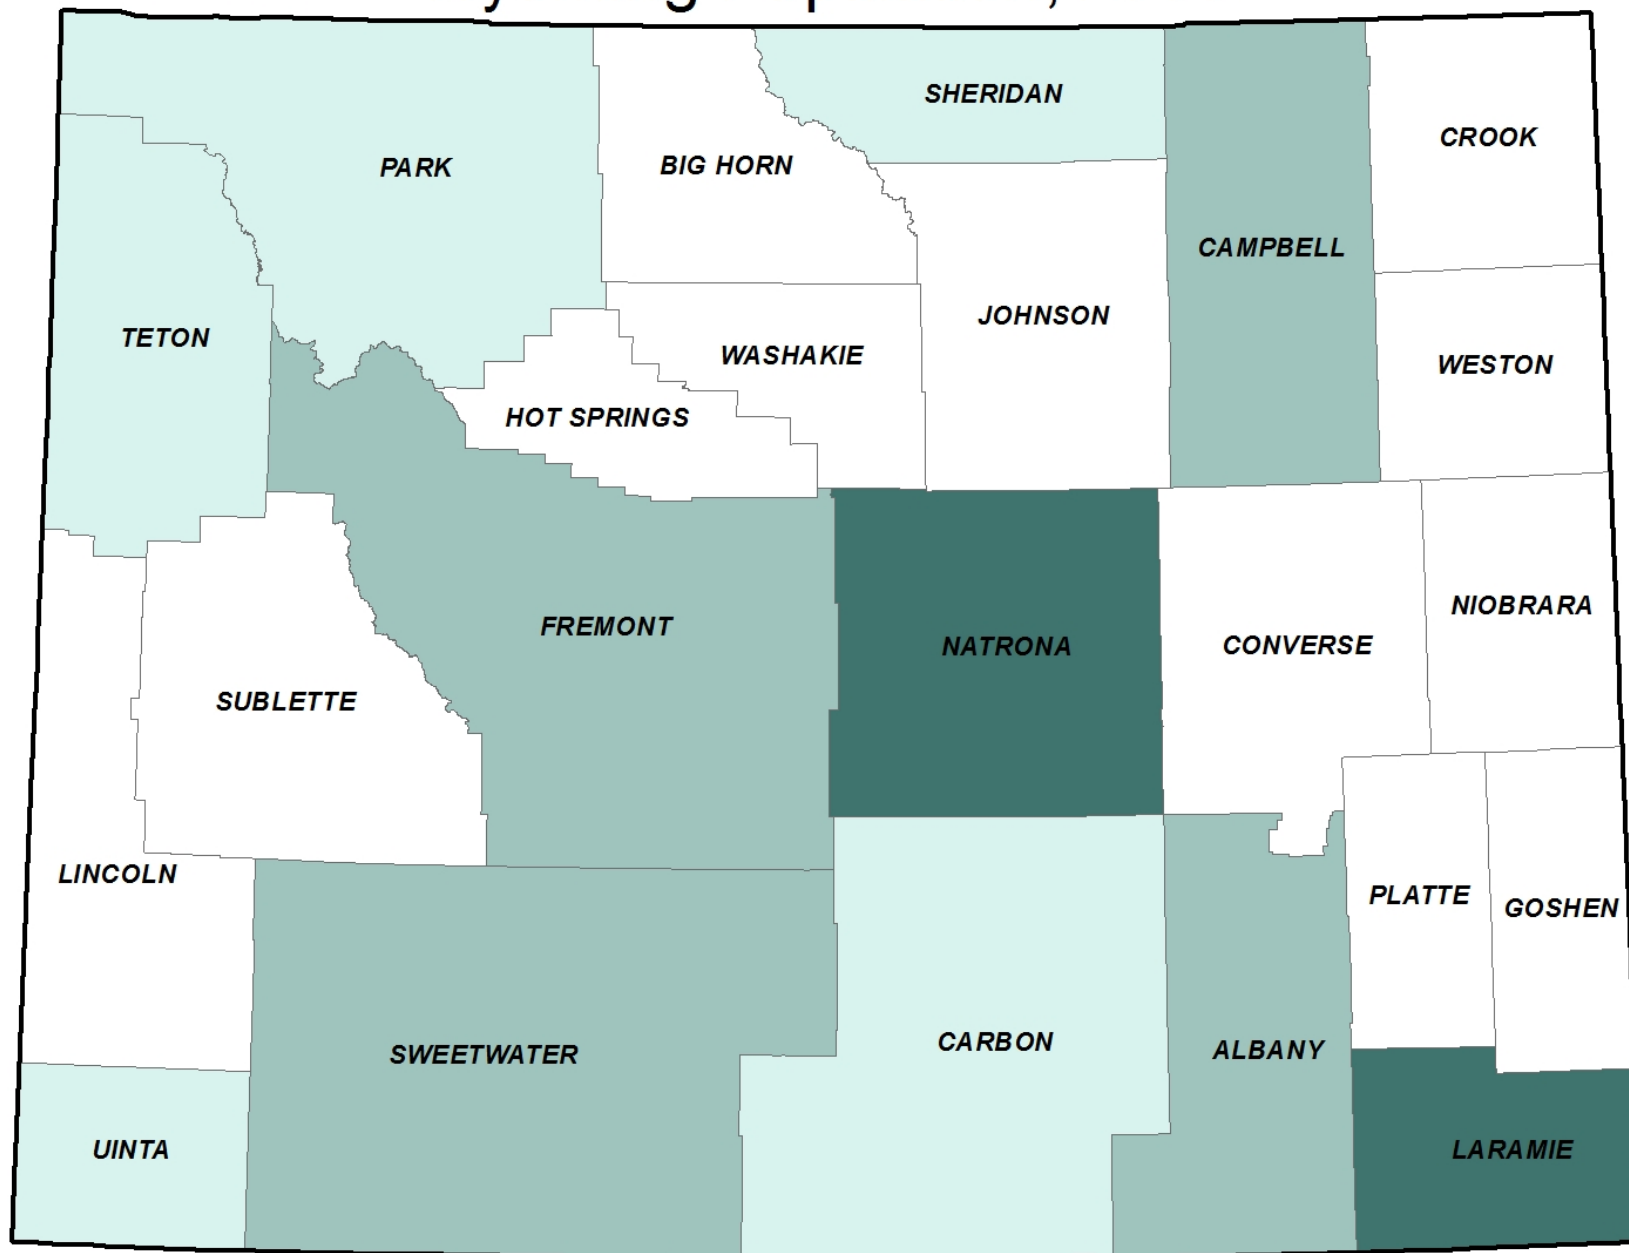 SHERIDAN
CROOK
PARK
BIG HORN
CAMPBELL
JOHNSON
TETON
WASHAKIE
WESTON
HOT SPRINGS
NIOBRARA
FREMONT
NATRONA
CONVERSE
SUBLETTE
LINCOLN
PLATTE
GOSHEN
SWEETWATER
CARBON
ALBANY
UINTA
LARAMIE